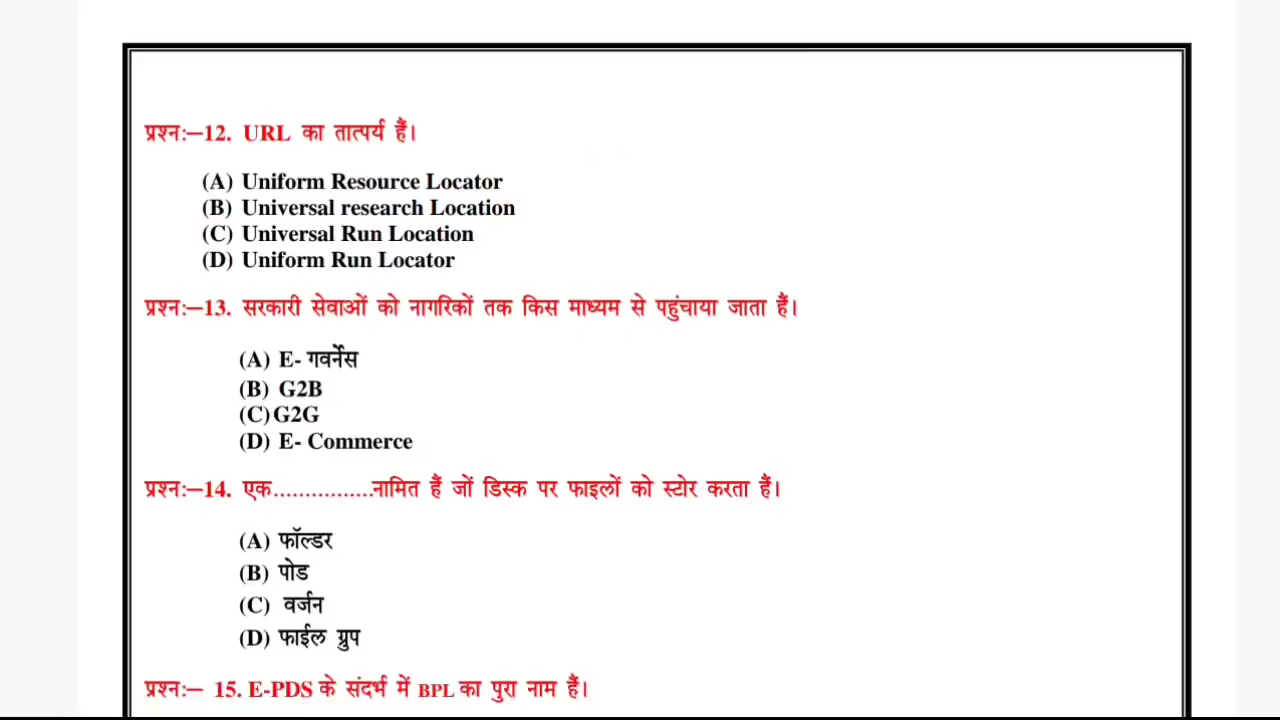 प्रश्न:–12. URL का तात्पर्य हैं।
(A) Uniform Resource Locator
(B) Universal research Location
(C) Universal Run Location
(D) Uniform Run Locator
प्रश्न:–13. सरकारी सेवाओं को नागरिकों तक किस माध्यम से पहुंचाया जाता हैं।
(A) E- गवर्नेंस
(B) G2B
(C) G2G
(D) E- Commerce
प्रश्न:–14. एक................नामित हैं जों डिस्क पर फाइलों को स्टोर करता हैं।
(A) फॉल्डर
(B) पोड
(C) वर्जन
(D) फाईल ग्रुप
प्रश्न:– 15. E-PDS के संदर्भ में BPL का पुरा नाम हैं।